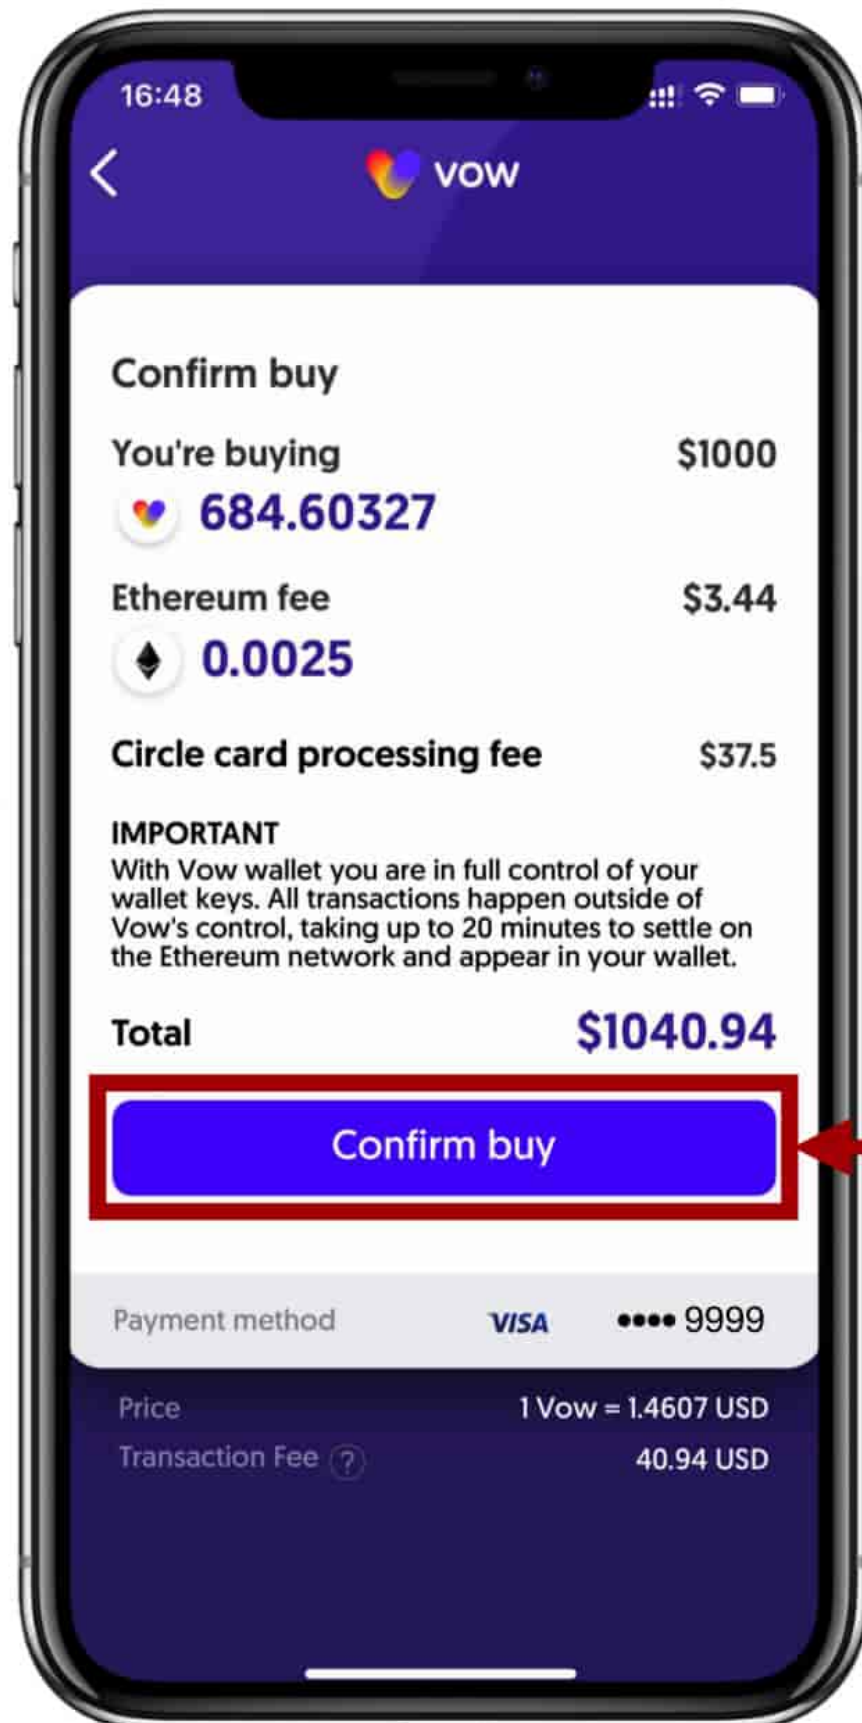 16:48
vow
Confirm buy
You're buying $1000
684.60327
Ethereum fee $3.44
0.0025
Circle card processing fee $37.5
IMPORTANT
With Vow wallet you are in full control of your
wallet keys. All transactions happen outside of
Vow's control, taking up to 20 minutes to settle on
the Ethereum network and appear in your wallet.
Total $1040.94
Confirm buy
Payment method VISA •••• 9999
Price 1 Vow = 1.4607 USD
Transaction Fee ? 40.94 USD